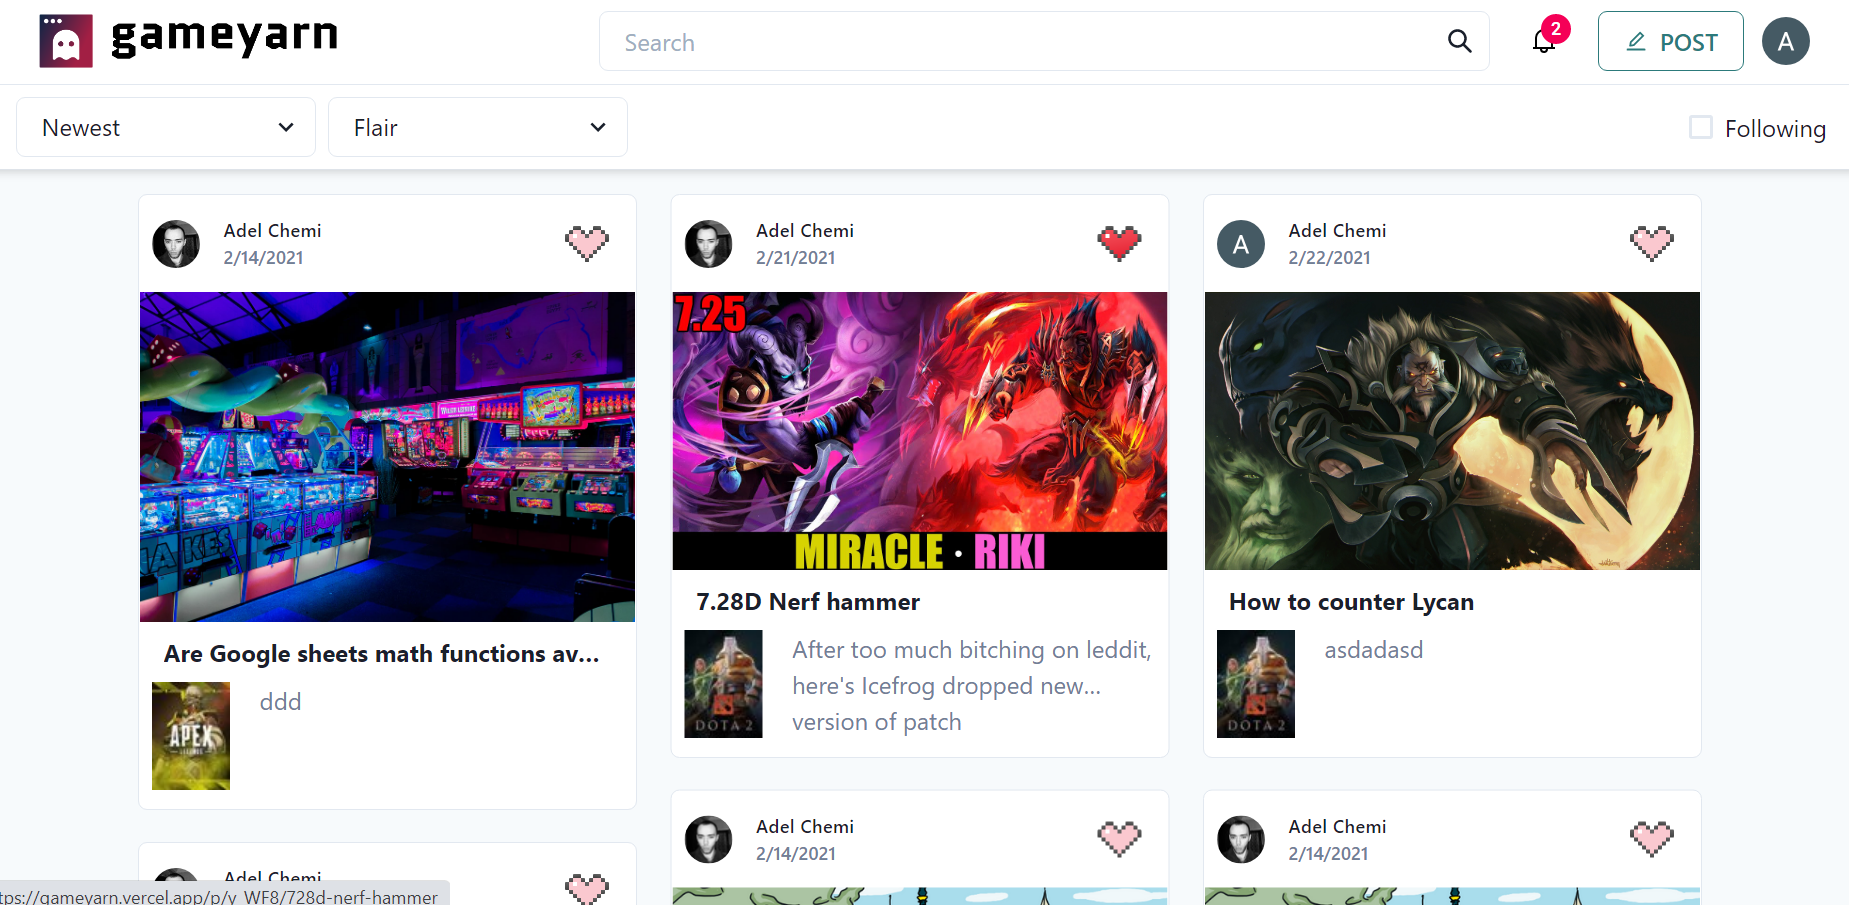 gameyarn
Search
2
POST
A
Newest
Flair
Following
Adel Chemi
2/14/2021
Are Google sheets math functions av...
APEX
ddd
Adel Chemi
2/21/2021
7.25
MIRACLE · RIKI
7.28D Nerf hammer
DOTA 2
After too much bitching on leddit,
here's Icefrog dropped new...
version of patch
A
Adel Chemi
2/22/2021
How to counter Lycan
DOTA 2
asdadasd
Adel Chemi
Adel Chemi
2/14/2021
Adel Chemi
2/14/2021
tps://gameyarn.vercel.app/p/v_WF8/728d-nerf-hammer